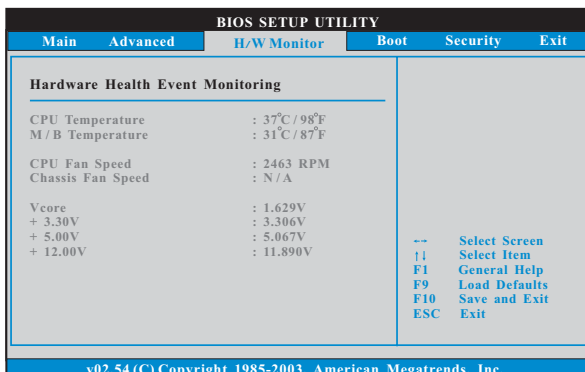 BIOS SETUP UTILITY
Main Advanced H/W Monitor Boot Security Exit
Hardware Health Event Monitoring
CPU Temperature : 37°C / 98°F
M / B Temperature : 31°C / 87°F
CPU Fan Speed : 2463 RPM
Chassis Fan Speed : N / A
Vcore : 1.629V
+ 3.30V : 3.306V
+ 5.00V : 5.067V
+ 12.00V : 11.890V
←→ Select Screen
↑↓ Select Item
F1 General Help
F9 Load Defaults
F10 Save and Exit
ESC Exit
v02.54 (C) Copyright 1985-2003, American Megatrends, Inc.